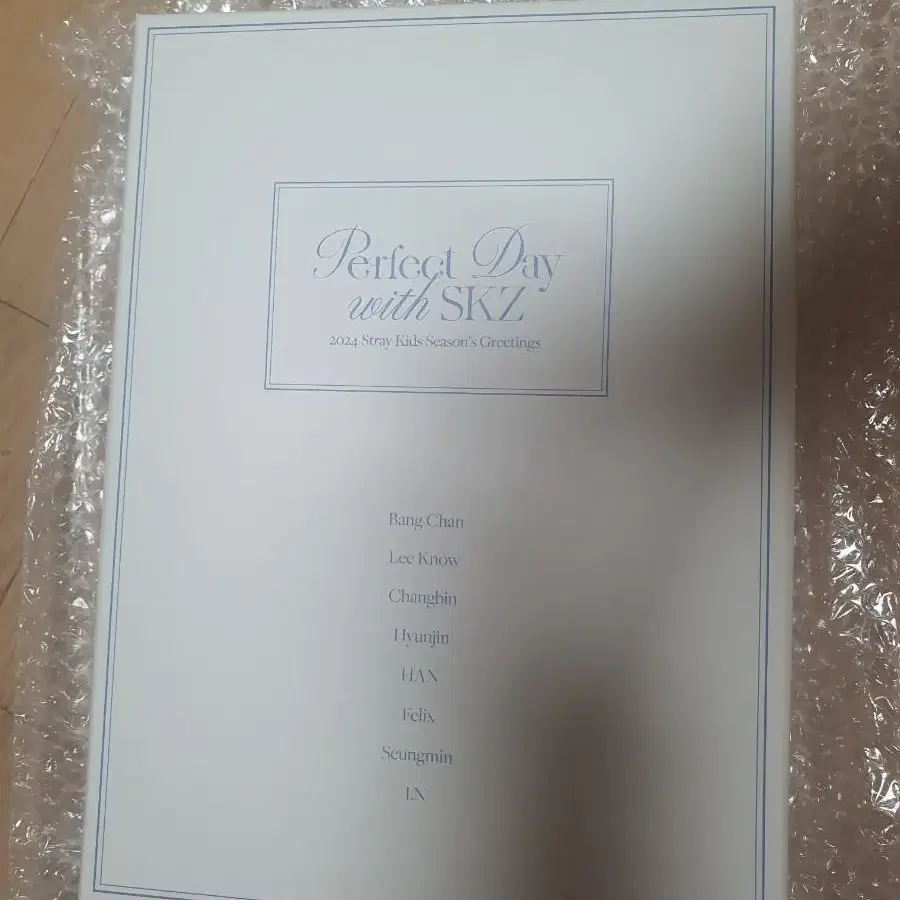 Perfect Day
with SKZ
2024 Stray Kids Season's Greetings
Bang Chan
Lee Know
Changbin
Hyunjin
HAN
Felix
Seungmin
I.N